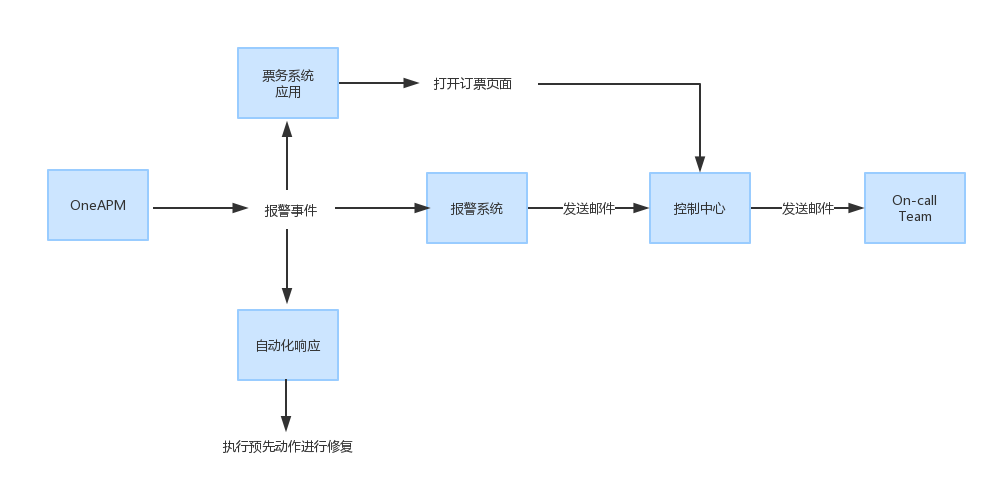 票务系统
应用
打开订票页面
OneAPM
报警事件
报警系统
发送邮件
控制中心
发送邮件
On-call
Team
自动化响应
执行预先动作进行修复